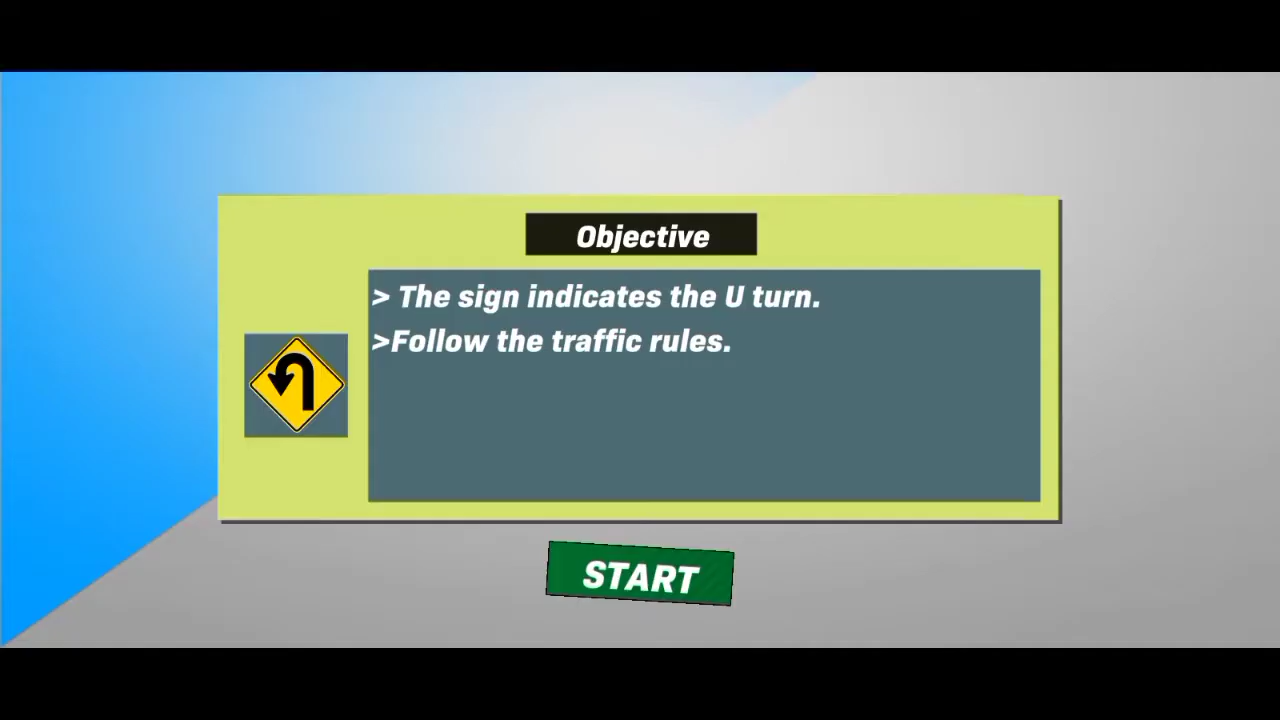 Objective
> The sign indicates the U turn.
>Follow the traffic rules.
START